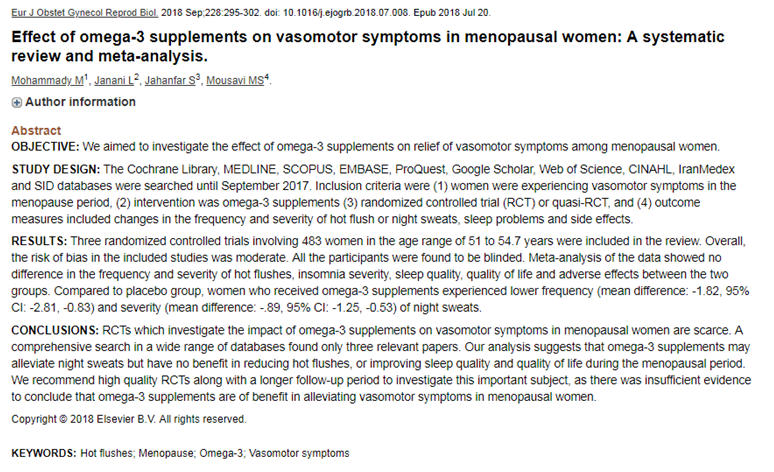 Eur J Obstet Gynecol Reprod Biol. 2018 Sep;228:295-302. doi: 10.1016/j.ejogrb.2018.07.008. Epub 2018 Jul 20.
Effect of omega-3 supplements on vasomotor symptoms in menopausal women: A systematic
review and meta-analysis.
Mohammady M1, Janani L2, Jahanfar S3, Mousavi MS4.
Author information
Abstract
OBJECTIVE: We aimed to investigate the effect of omega-3 supplements on relief of vasomotor symptoms among menopausal women.
STUDY DESIGN: The Cochrane Library, MEDLINE, SCOPUS, EMBASE, ProQuest, Google Scholar, Web of Science, CINAHL, IranMedex
and SID databases were searched until September 2017. Inclusion criteria were (1) women were experiencing vasomotor symptoms in the
menopause period, (2) intervention was omega-3 supplements (3) randomized controlled trial (RCT) or quasi-RCT, and (4) outcome
measures included changes in the frequency and severity of hot flush or night sweats, sleep problems and side effects.
RESULTS: Three randomized controlled trials involving 483 women in the age range of 51 to 54.7 years were included in the review. Overall,
the risk of bias in the included studies was moderate. All the participants were found to be blinded. Meta-analysis of the data showed no
difference in the frequency and severity of hot flushes, insomnia severity, sleep quality, quality of life and adverse effects between the two
groups. Compared to placebo group, women who received omega-3 supplements experienced lower frequency (mean difference: -1.82, 95%
CI: -2.81, -0.83) and severity (mean difference: -.89, 95% CI: -1.25, -0.53) of night sweats.
CONCLUSIONS: RCTs which investigate the impact of omega-3 supplements on vasomotor symptoms in menopausal women are scarce. A
comprehensive search in a wide range of databases found only three relevant papers. Our analysis suggests that omega-3 supplements may
alleviate night sweats but have no benefit in reducing hot flushes, or improving sleep quality and quality of life during the menopausal period.
We recommend high quality RCTs along with a longer follow-up period to investigate this important subject, as there was insufficient evidence
to conclude that omega-3 supplements are of benefit in alleviating vasomotor symptoms in menopausal women.
Copyright © 2018 Elsevier B.V. All rights reserved.
KEYWORDS: Hot flushes; Menopause; Omega-3; Vasomotor symptoms